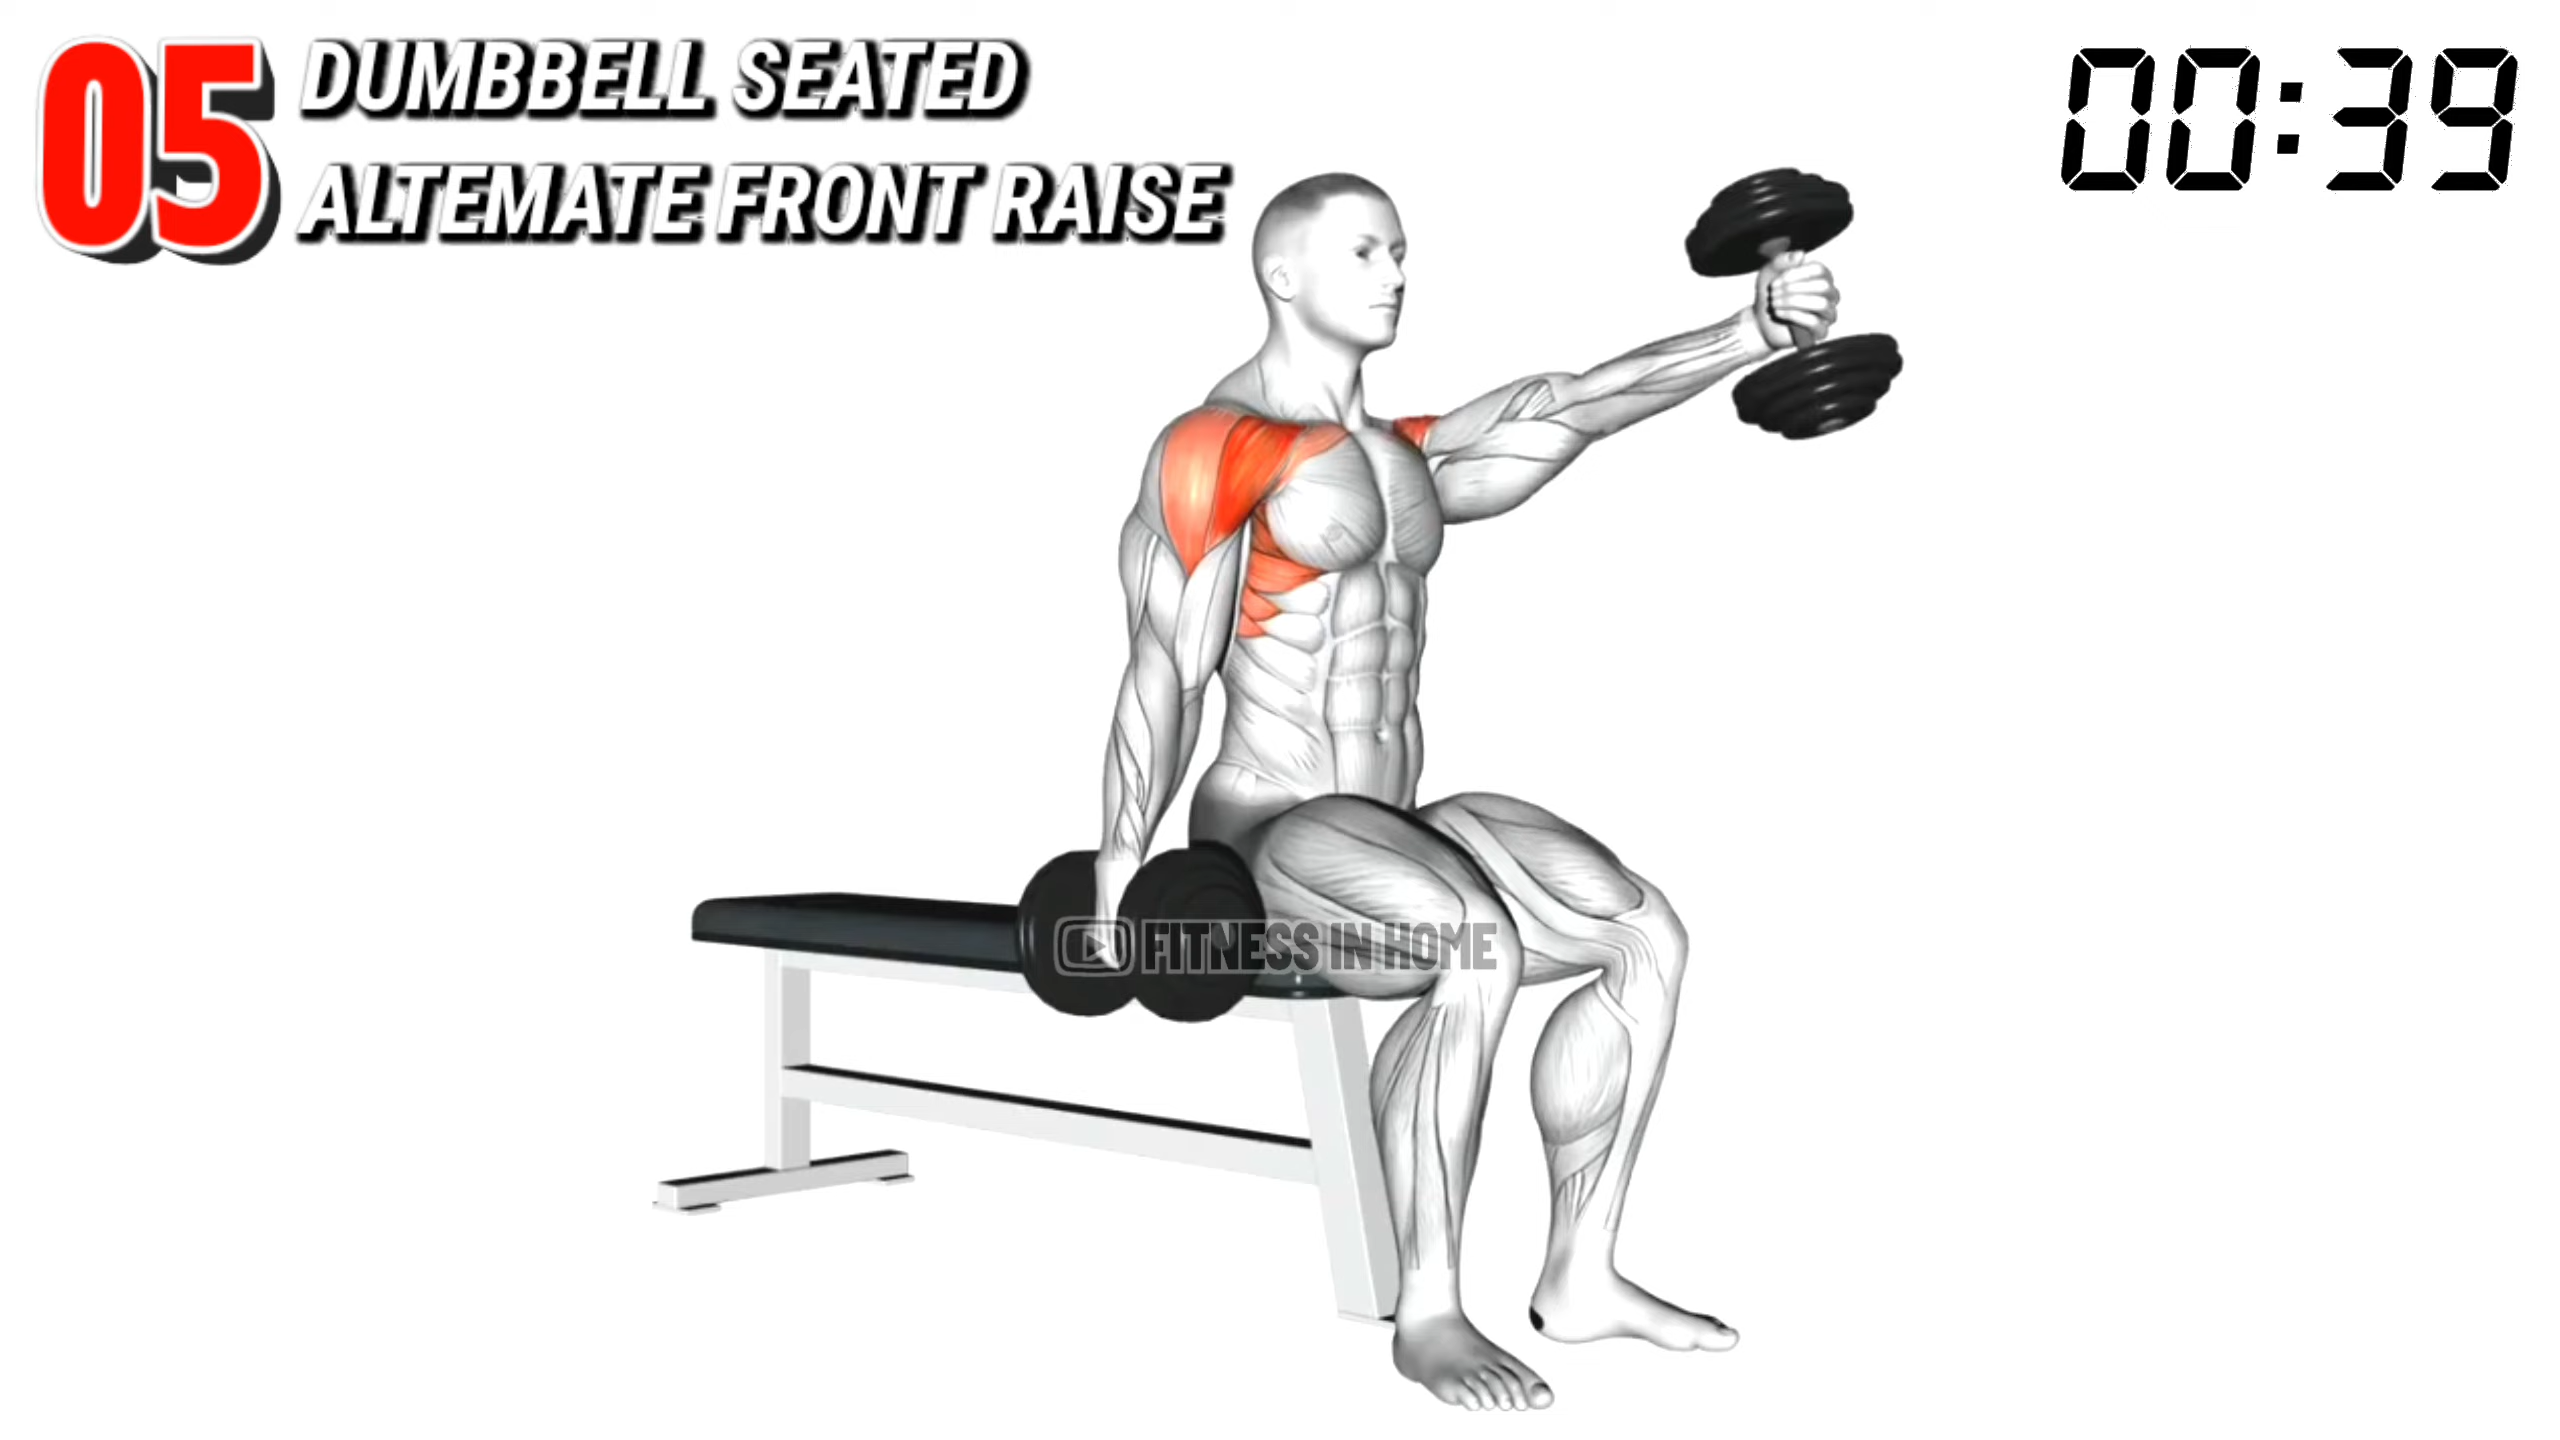 05
DUMBBELL SEATED
ALTEMATE FRONT RAISE
00:39
FITNESS IN HOME